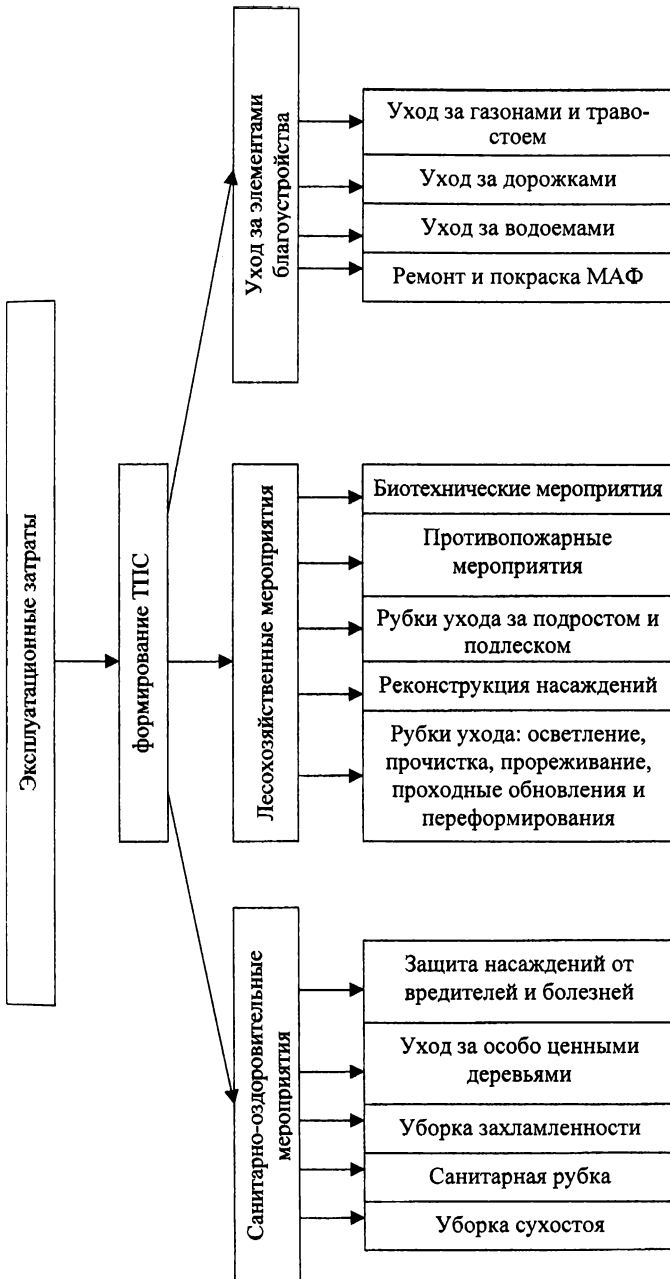 Эксплуатационные затраты
формирование ТПС
Уход за элементами
благоустройства
Уход за газонами и траво-
стоем
Уход за дорожками
Уход за водоемами
Ремонт и покраска МАФ
Лесохозяйственные мероприятия
Биотехнические мероприятия
Противопожарные
мероприятия
Рубки ухода за подростом и
подлеском
Реконструкция насаждений
Рубки ухода: осветление,
прочистка, прореживание,
проходные обновления и
переформирования
Санитарно-оздоровительные
мероприятия
Защита насаждений от
вредителей и болезней
Уход за особо ценными
деревьями
Уборка захламленности
Санитарная рубка
Уборка сухостоя